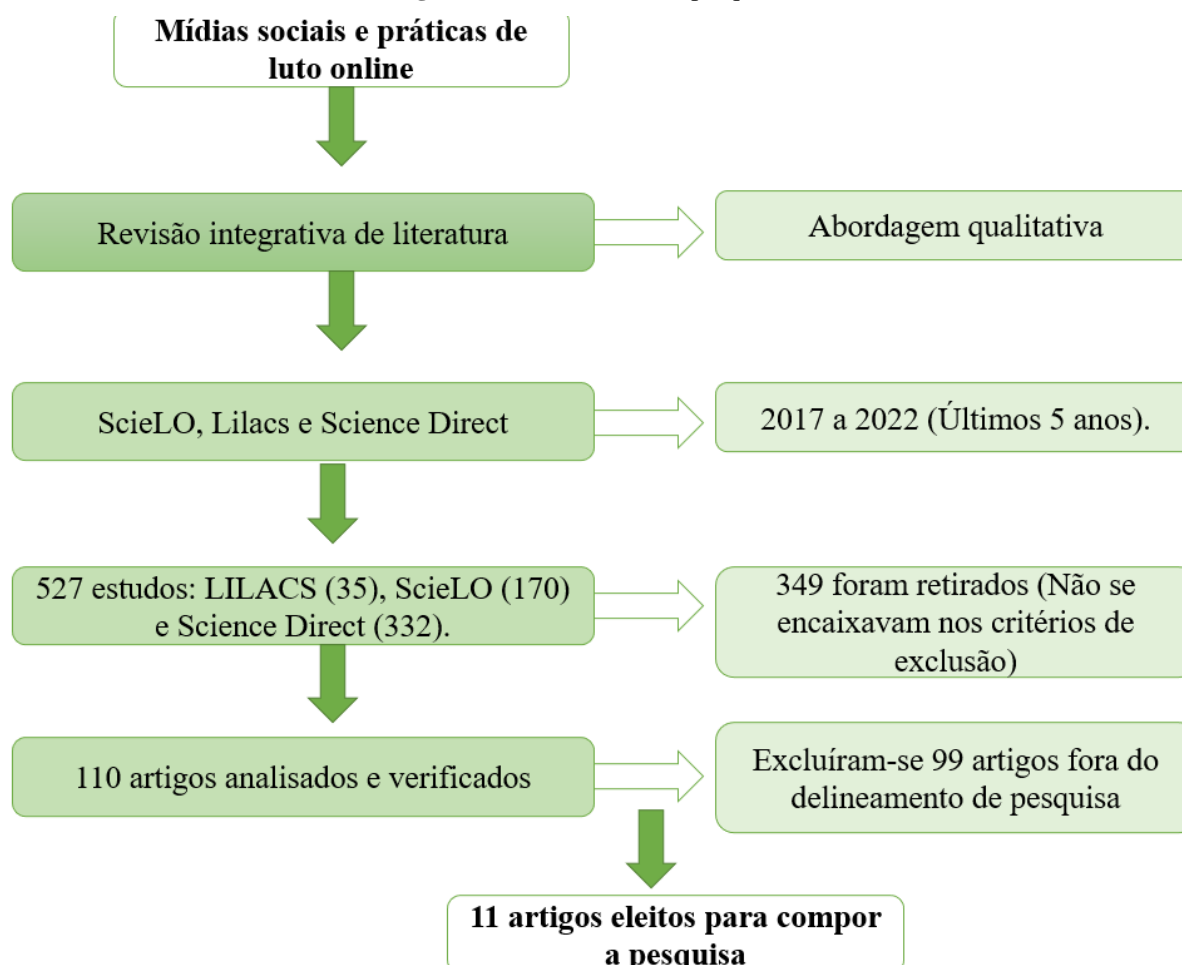 Mídias sociais e práticas de
luto online
Revisão integrativa de literatura
Abordagem qualitativa
ScieLO, Lilacs e Science Direct
2017 a 2022 (Últimos 5 anos).
527 estudos: LILACS (35), ScieLO (170)
e Science Direct (332).
349 foram retirados (Não se
encaixavam nos critérios de
exclusão)
110 artigos analisados e verificados
Excluíram-se 99 artigos fora do
delineamento de pesquisa
11 artigos eleitos para compor
a pesquisa